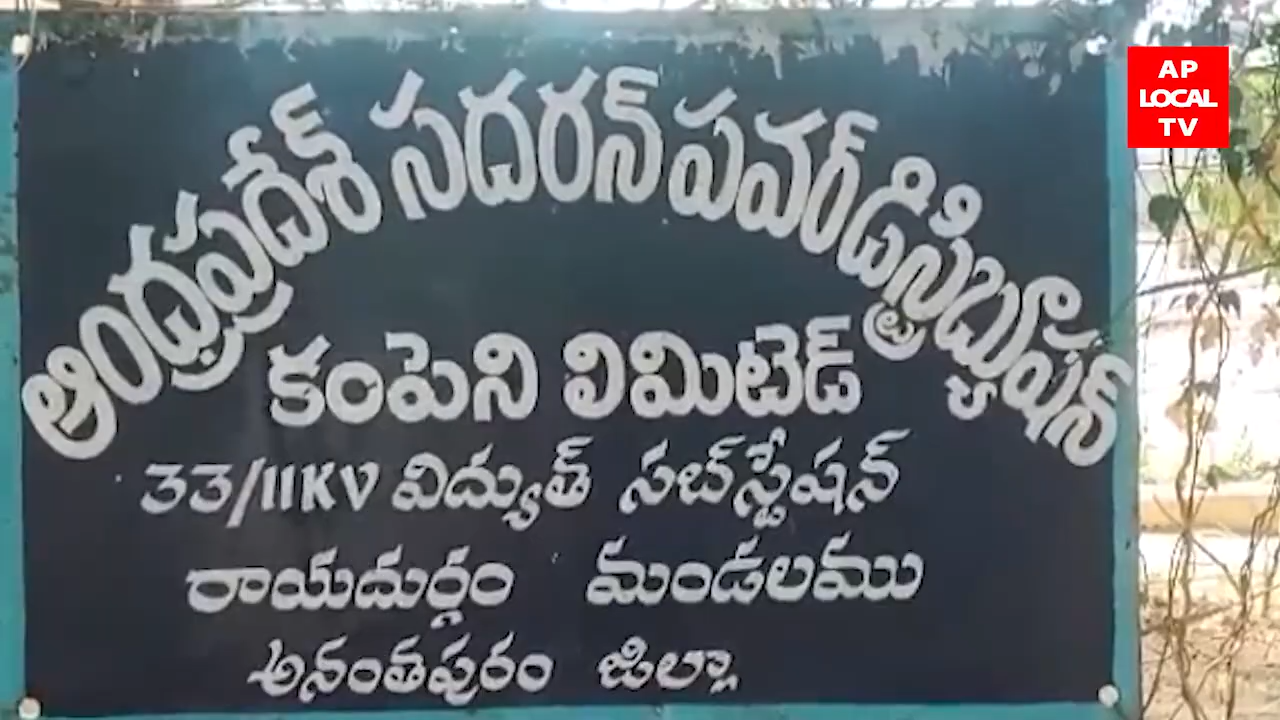 ఆంధ్రప్రదేశ్ సదరన్ పవర్ డిస్ట్రిబ్యూషన్
కంపెని లిమిటెడ్
33/11KV విద్యుత్ సబ్‌స్టేషన్
రాయదుర్గం మండలము
అనంతపురం జిల్లా
AP
LOCAL
TV